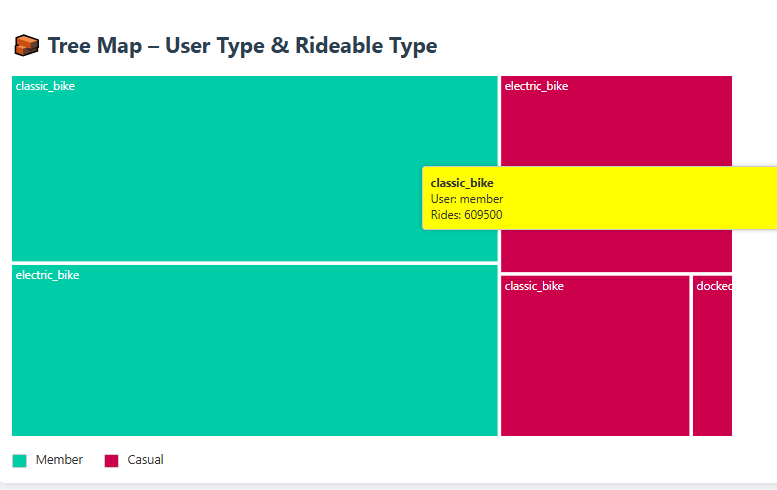 Tree Map – User Type & Rideable Type
classic_bike
electric_bike
classic_bike
User: member
Rides: 609500
electric_bike
classic_bike
docked
Member
Casual